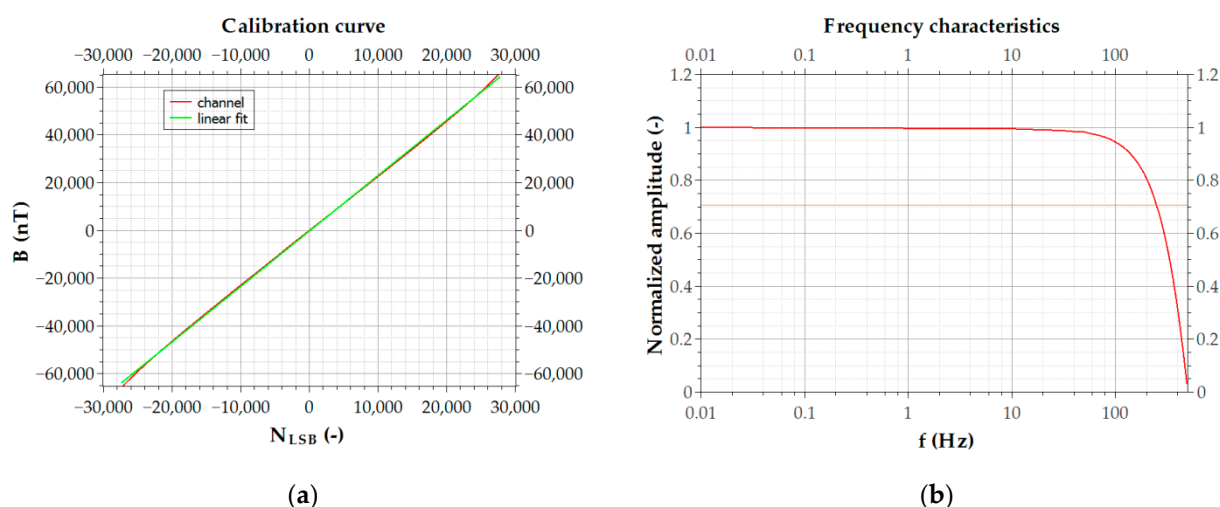 Calibration curve
−30,000 −20,000 −10,000 0 10,000 20,000 30,000
60,000 60,000
channel
linear fit
40,000 40,000
20,000 20,000
0 0
−20,000 −20,000
−40,000 −40,000
−60,000 −60,000
−30,000 −20,000 −10,000 0 10,000 20,000 30,000
B (nT)
N_LSB (-)
(a)
Frequency characteristics
0.01 0.1 1 10 100
1.2 1.2
1 1
0.8 0.8
0.6 0.6
0.4 0.4
0.2 0.2
0 0
0.01 0.1 1 10 100
Normalized amplitude (-)
f (Hz)
(b)